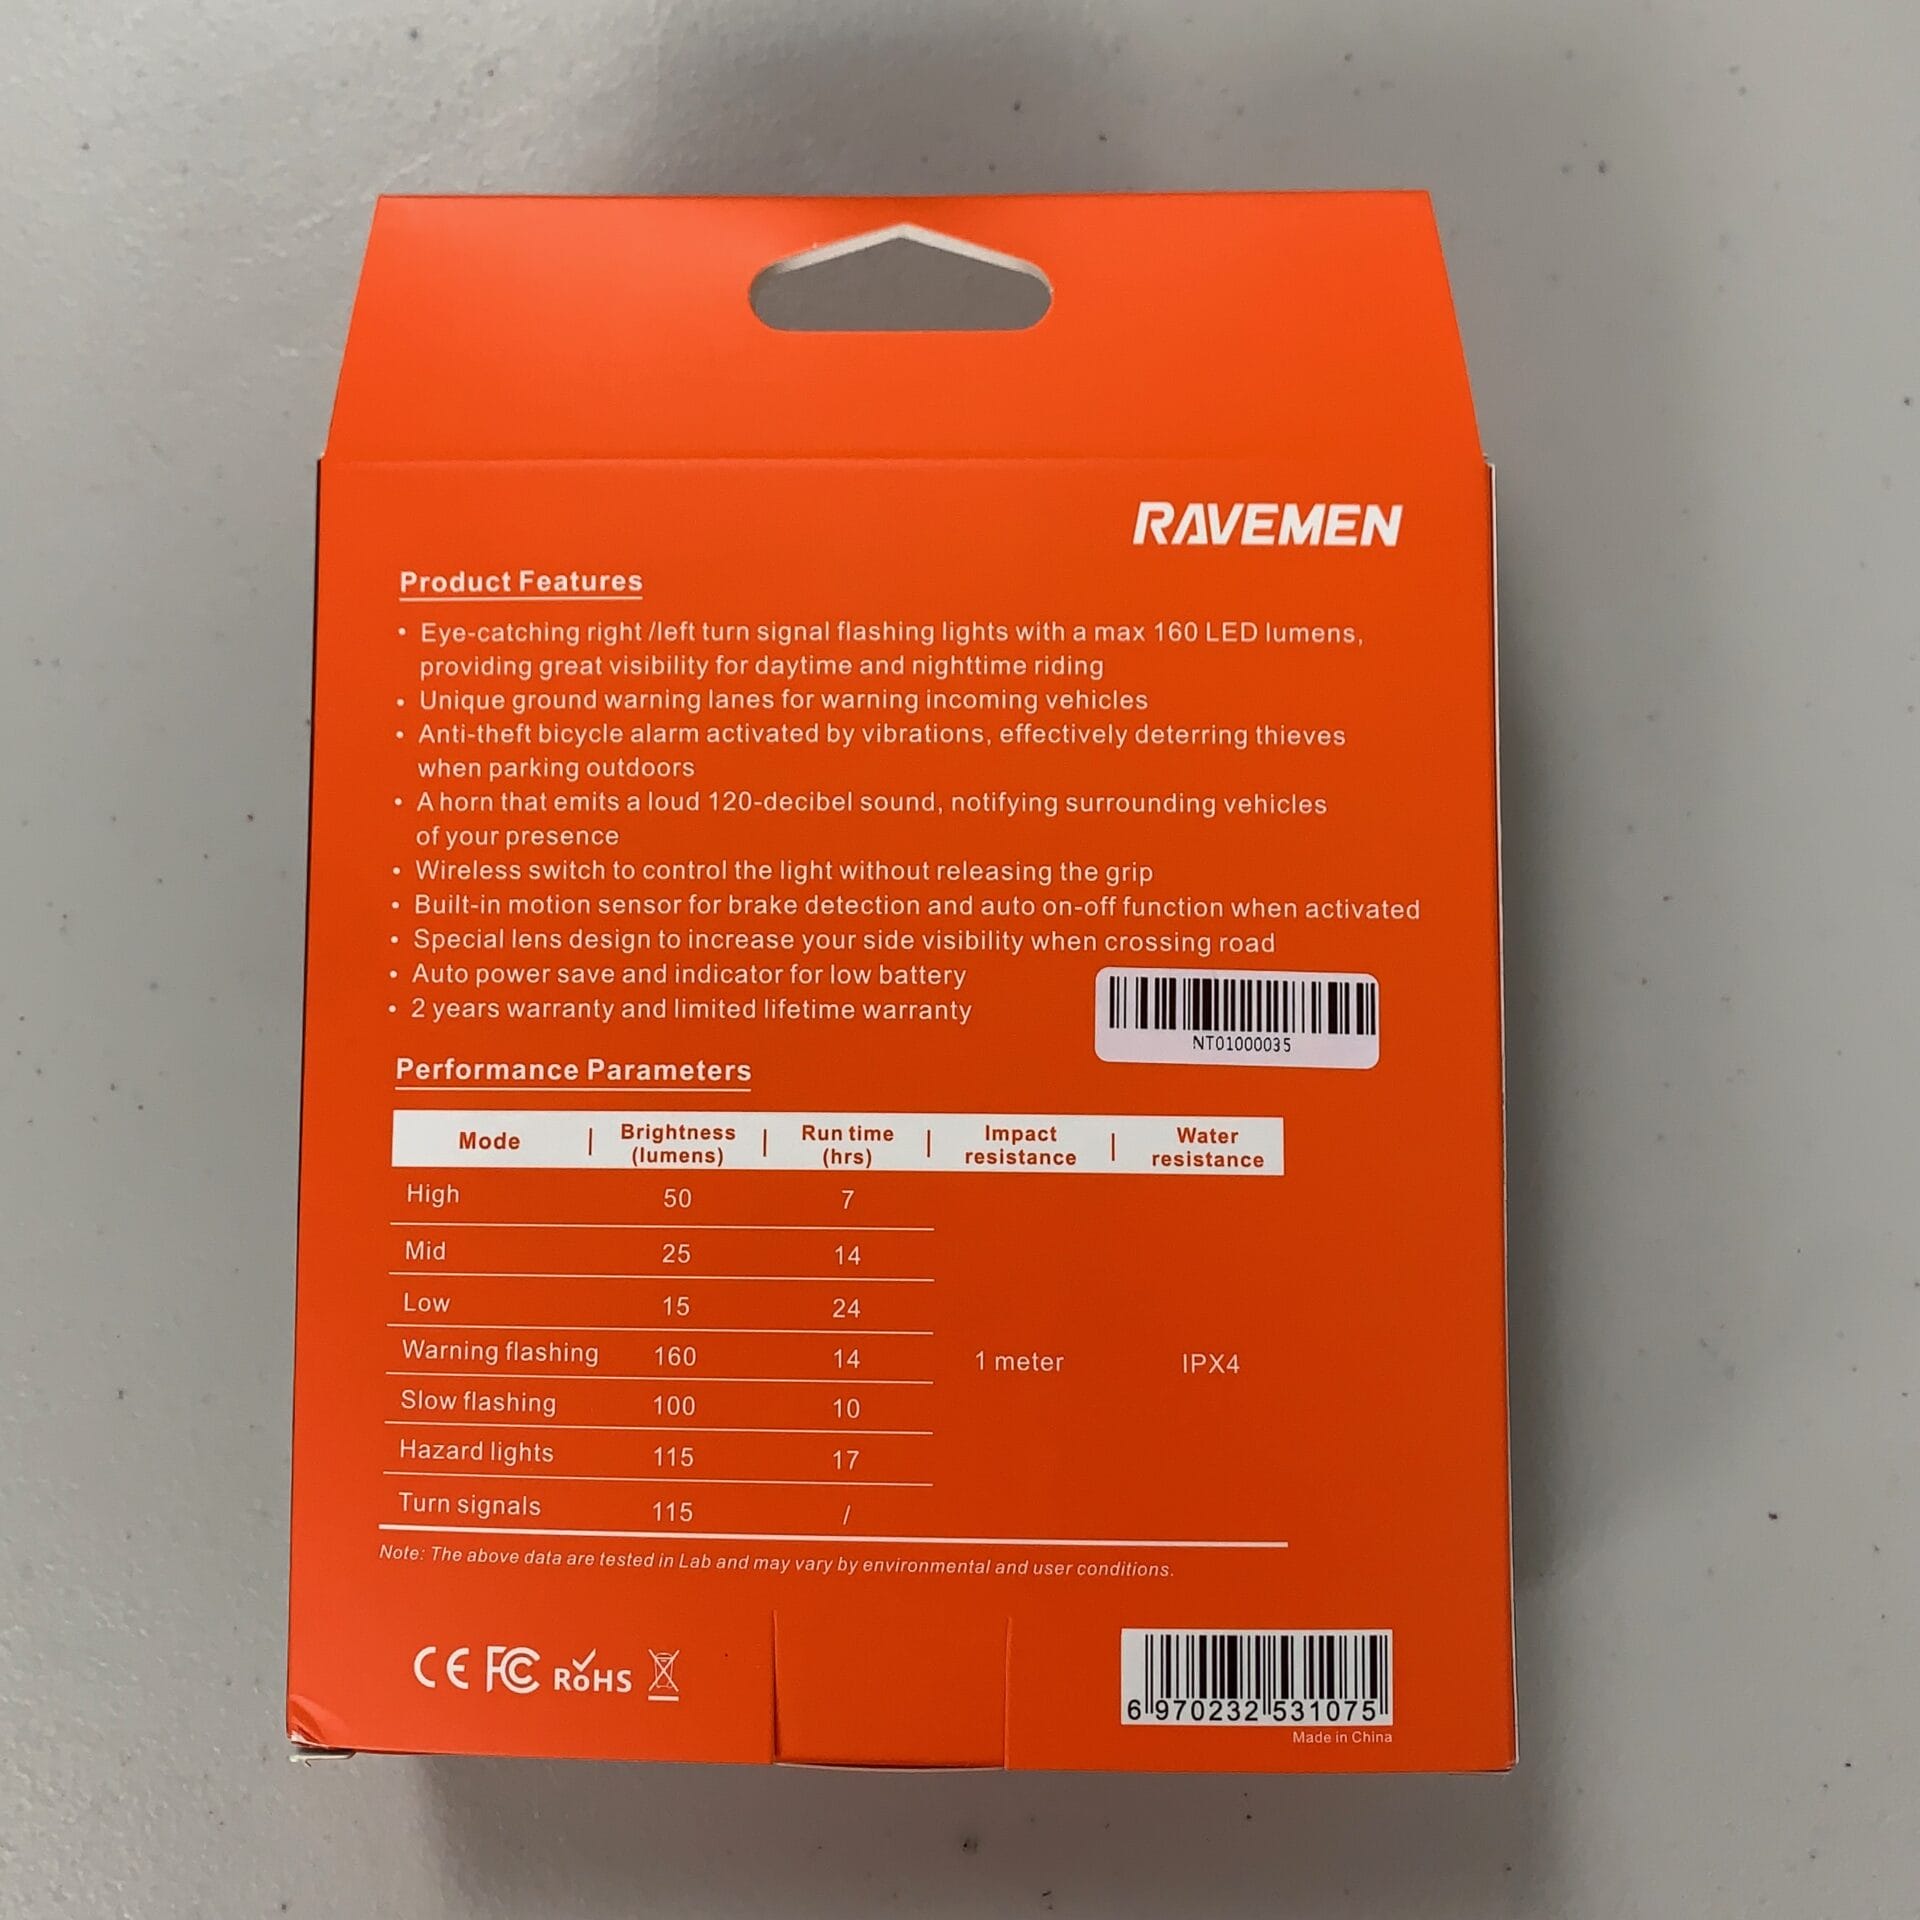 RAVEMEN
Product Features
• Eye-catching right /left turn signal flashing lights with a max 160 LED lumens,
providing great visibility for daytime and nighttime riding
• Unique ground warning lanes for warning incoming vehicles
• Anti-theft bicycle alarm activated by vibrations, effectively deterring thieves
when parking outdoors
• A horn that emits a loud 120-decibel sound, notifying surrounding vehicles
of your presence
• Wireless switch to control the light without releasing the grip
• Built-in motion sensor for brake detection and auto on-off function when activated
• Special lens design to increase your side visibility when crossing road
• Auto power save and indicator for low battery
• 2 years warranty and limited lifetime warranty
NT01000035
Performance Parameters
Mode | Brightness (lumens) | Run time (hrs) | Impact resistance | Water resistance
High 50 7
Mid 25 14
Low 15 24
Warning flashing 160 14 1 meter IPX4
Slow flashing 100 10
Hazard lights 115 17
Turn signals 115 /
Note: The above data are tested in Lab and may vary by environmental and user conditions.
CE FC RoHS
6 970232 531075
Made in China